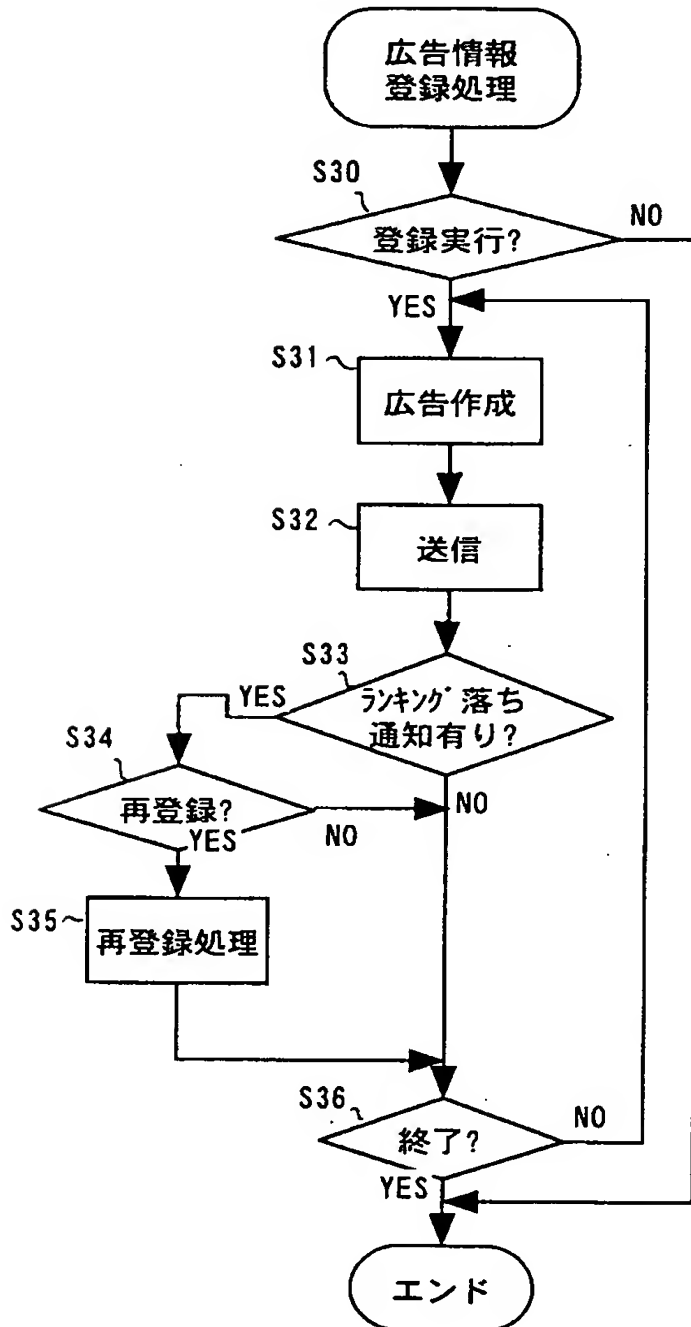 広告情報
登録処理
S30
登録実行?
NO
YES
S31
広告作成
S32
送信
S33
ランキング落ち
通知有り?
YES
NO
S34
再登録?
YES
NO
S35
再登録処理
S36
終了?
NO
YES
エンド